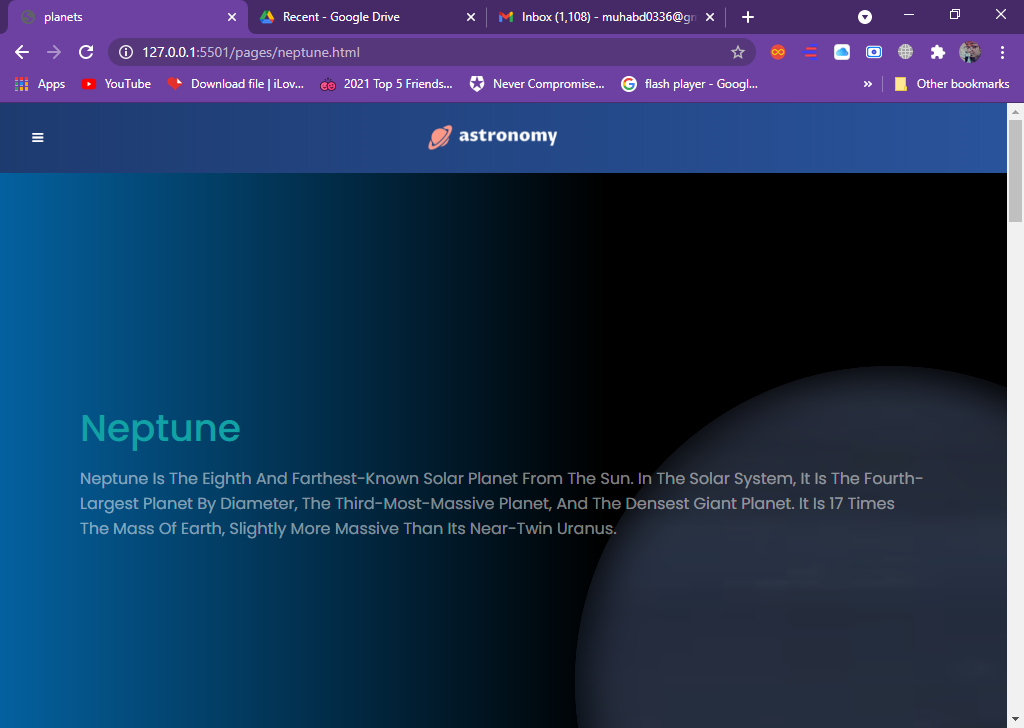 planets
Recent - Google Drive
Inbox (1,108) - muhabd0336@gm
127.0.0.1:5501/pages/neptune.html
Apps
YouTube
Download file | iLov...
2021 Top 5 Friends...
Never Compromise...
flash player - Googl...
»
Other bookmarks
astronomy
Neptune
Neptune Is The Eighth And Farthest-Known Solar Planet From The Sun. In The Solar System, It Is The Fourth-
Largest Planet By Diameter, The Third-Most-Massive Planet, And The Densest Giant Planet. It Is 17 Times
The Mass Of Earth, Slightly More Massive Than Its Near-Twin Uranus.